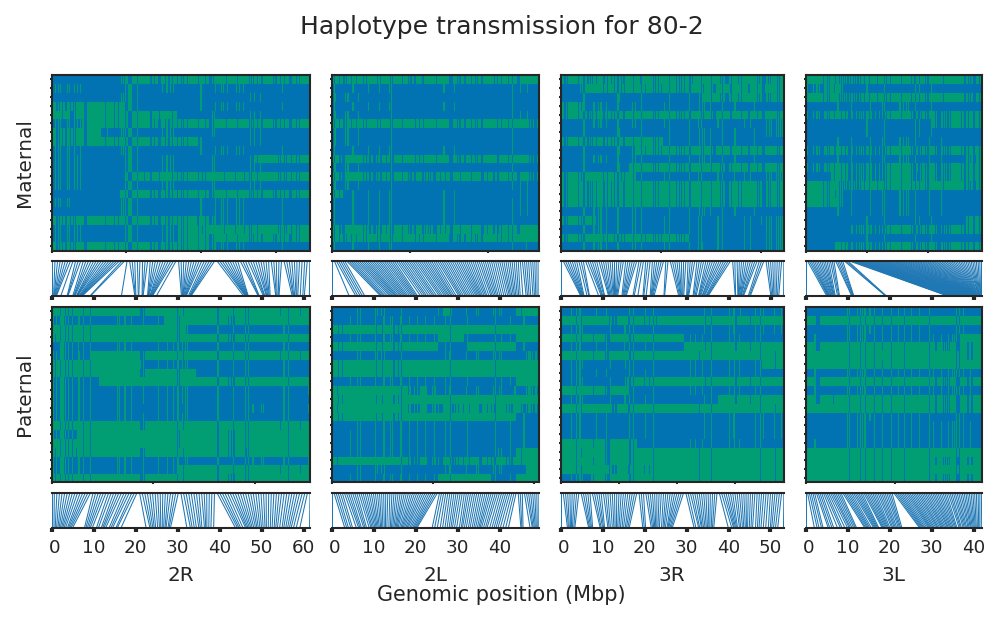 Haplotype transmission for 80-2
Maternal
Paternal
0 10 20 30 40 50 60 0 10 20 30 40 0 10 20 30 40 50 0 10 20 30 40
2R 2L 3R 3L
Genomic position (Mbp)